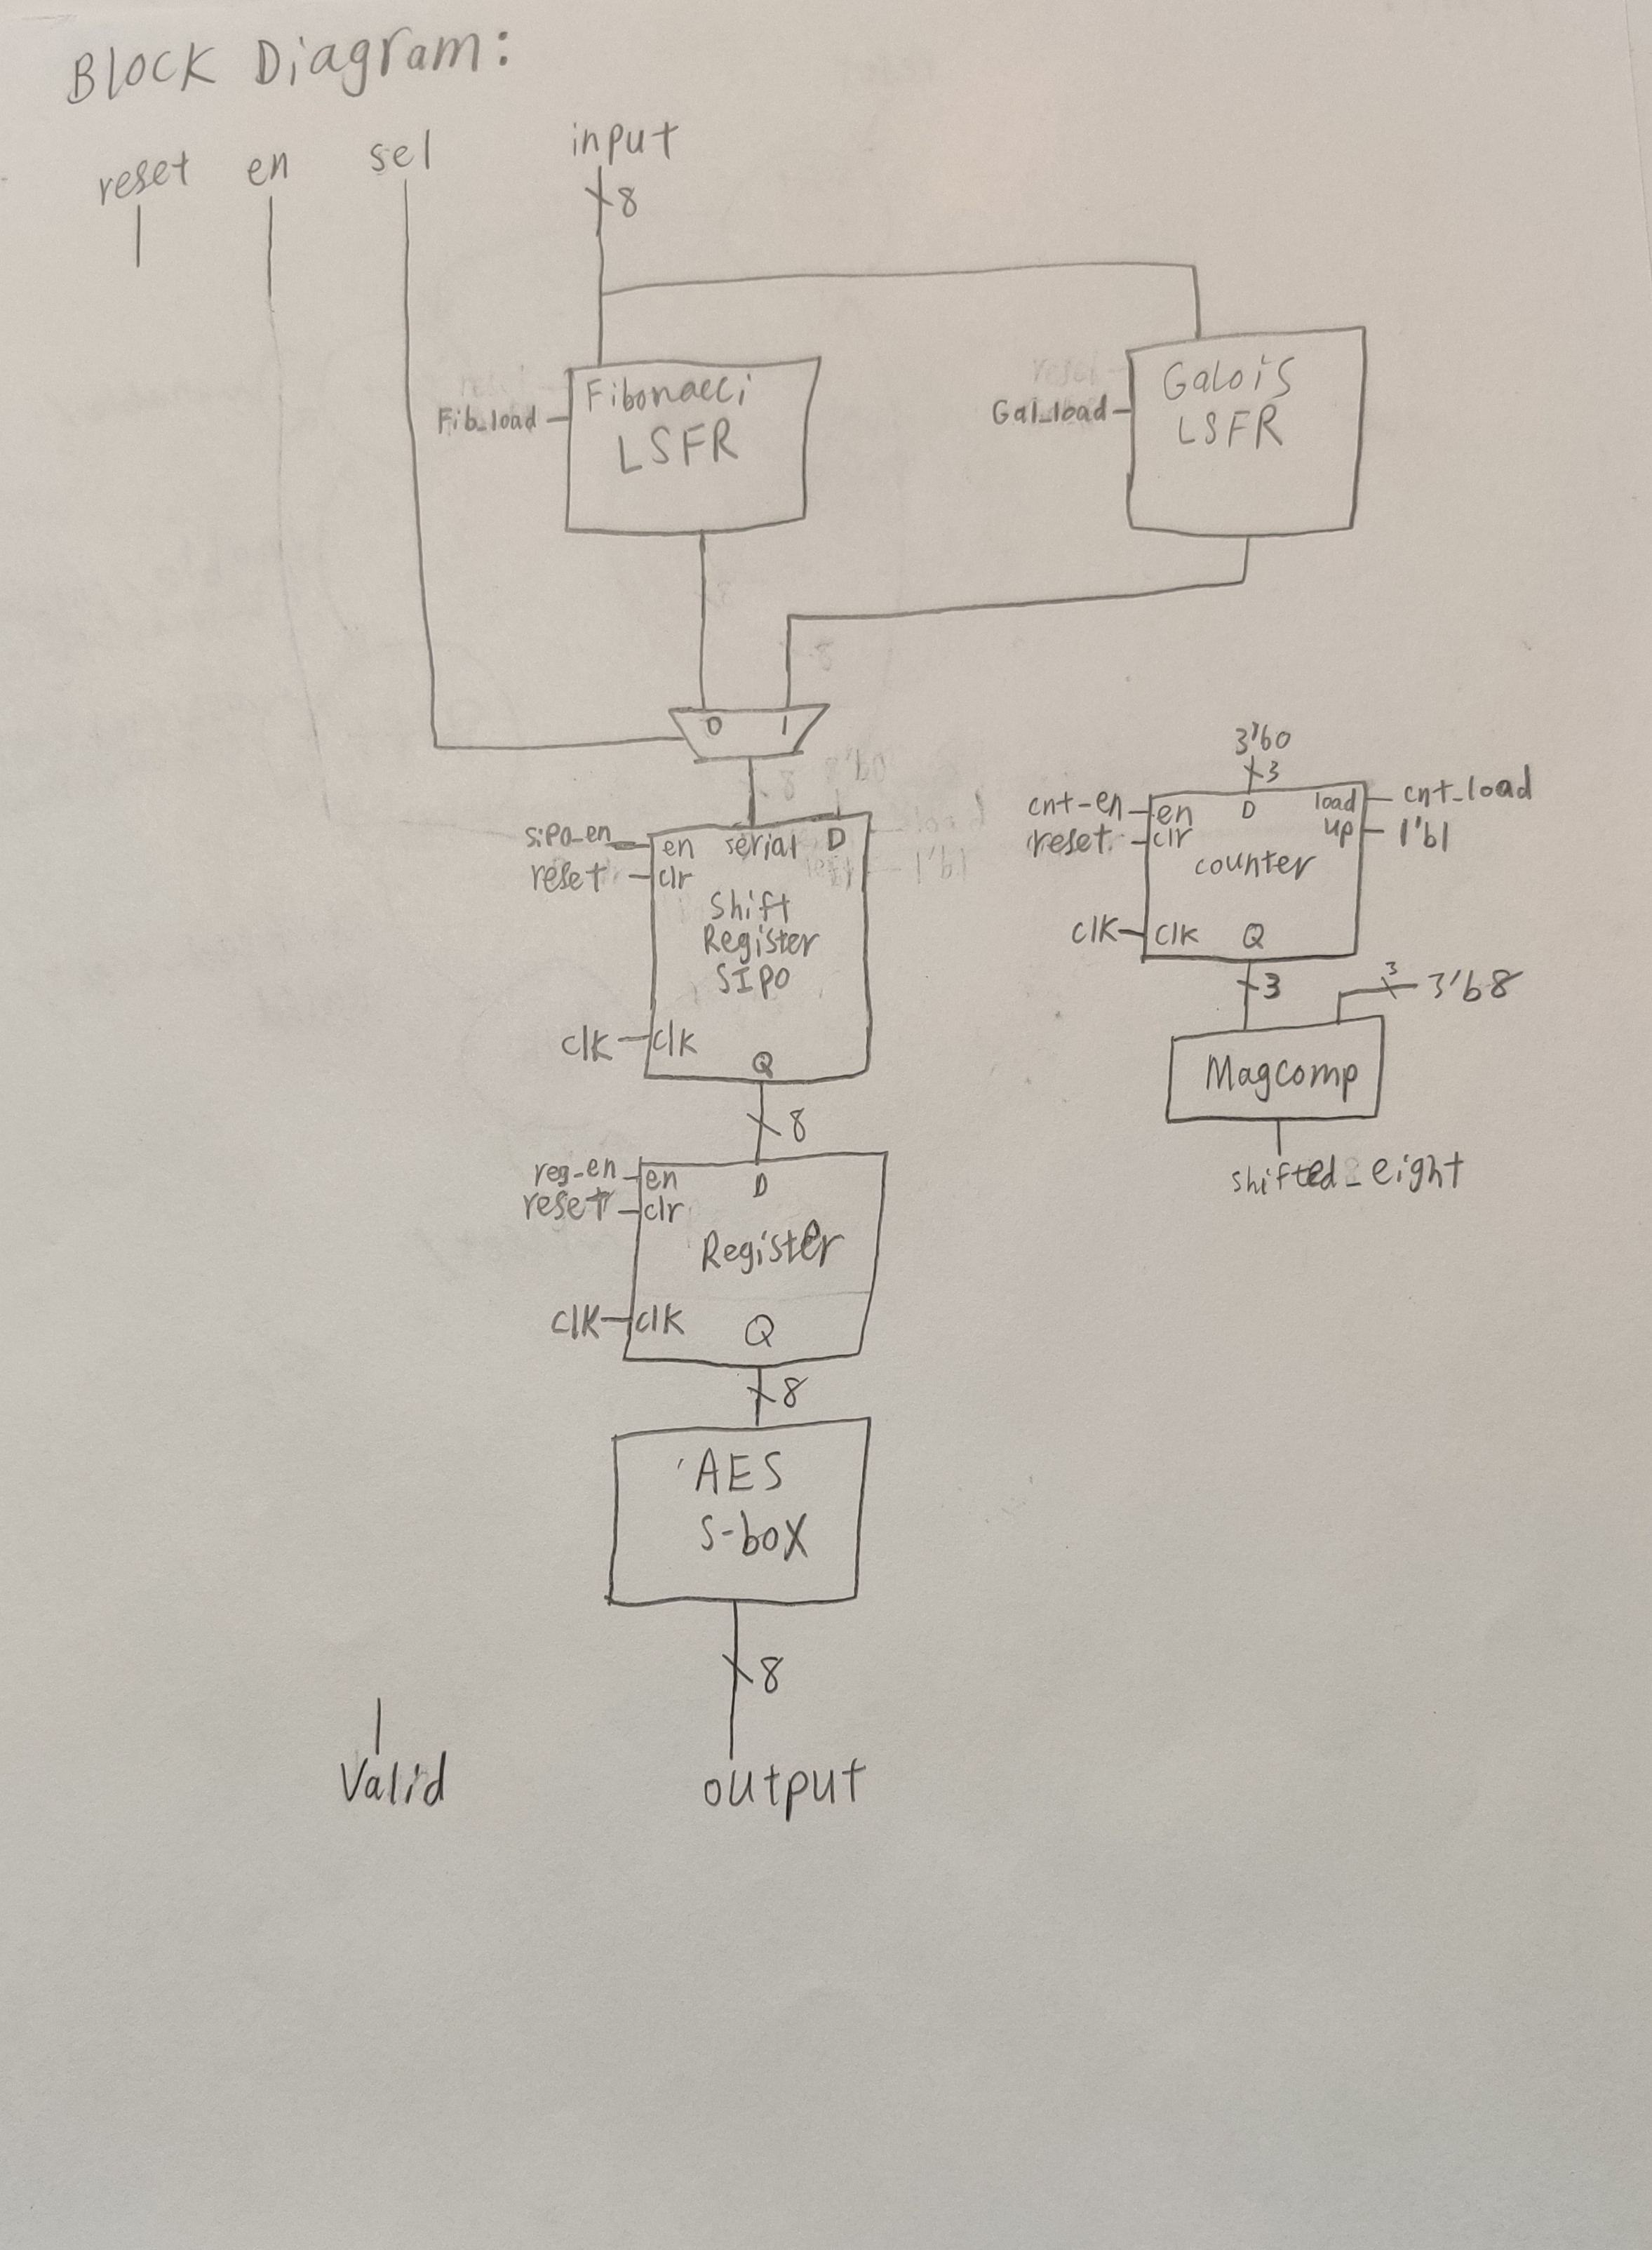 Block Diagram:
reset en sel input
8
Fibonacci
LSFR
Fib_load
Galois
LSFR
Gal_load
0 1
sipo_en
reset
en serial D
clr
Shift
Register
SIPO
clk clk
Q
8
reg_en
reset
en D
clr
Register
clk clk
Q
8
AES
S-box
8
Valid
output
3'b0
3
cnt-en
reset
en D load
clr up
cnt_load
1'b1
counter
clk clk Q
3
3 3'b8
Magcomp
shifted_eight